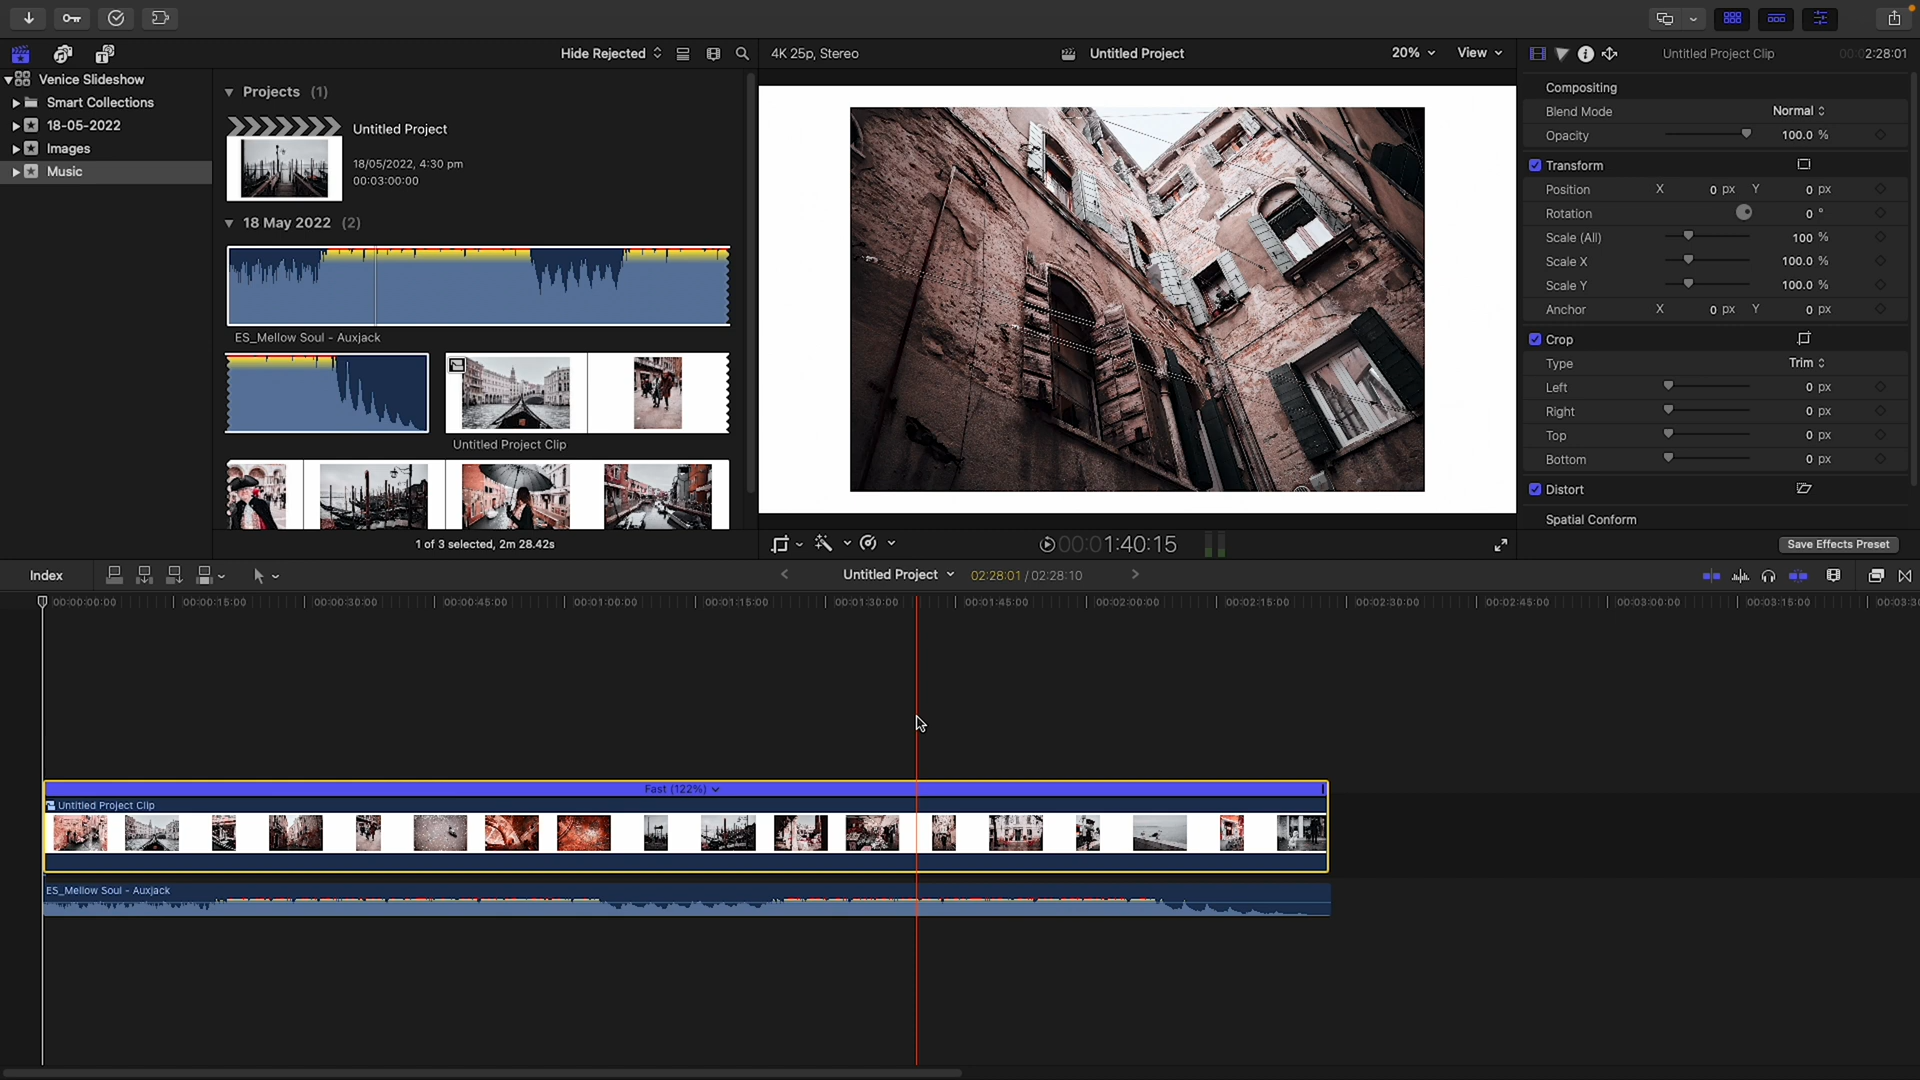 Hide Rejected
4K 25p, Stereo
Untitled Project
20%
View
Untitled Project Clip
00:02:28:01
Venice Slideshow
Smart Collections
18-05-2022
Images
Music
Projects (1)
Untitled Project
18/05/2022, 4:30 pm
00:03:00:00
18 May 2022 (2)
ES_Mellow Soul - Auxjack
Untitled Project Clip
1 of 3 selected, 2m 28.42s
00:001:40:15
Compositing
Blend Mode Normal
Opacity 100.0 %
Transform
Position X 0 px Y 0 px
Rotation 0 °
Scale (All) 100 %
Scale X 100.0 %
Scale Y 100.0 %
Anchor X 0 px Y 0 px
Crop
Type Trim
Left 0 px
Right 0 px
Top 0 px
Bottom 0 px
Distort
Spatial Conform
Save Effects Preset
Index
Untitled Project
02:28:01 / 02:28:10
00:00:00:00 00:00:15:00 00:00:30:00 00:00:45:00 00:01:00:00 00:01:15:00 00:01:30:00 00:01:45:00 00:02:00:00 00:02:15:00 00:02:30:00 00:02:45:00 00:03:00:00 00:03:15:00 00:03:3
Fast (122%)
Untitled Project Clip
ES_Mellow Soul - Auxjack